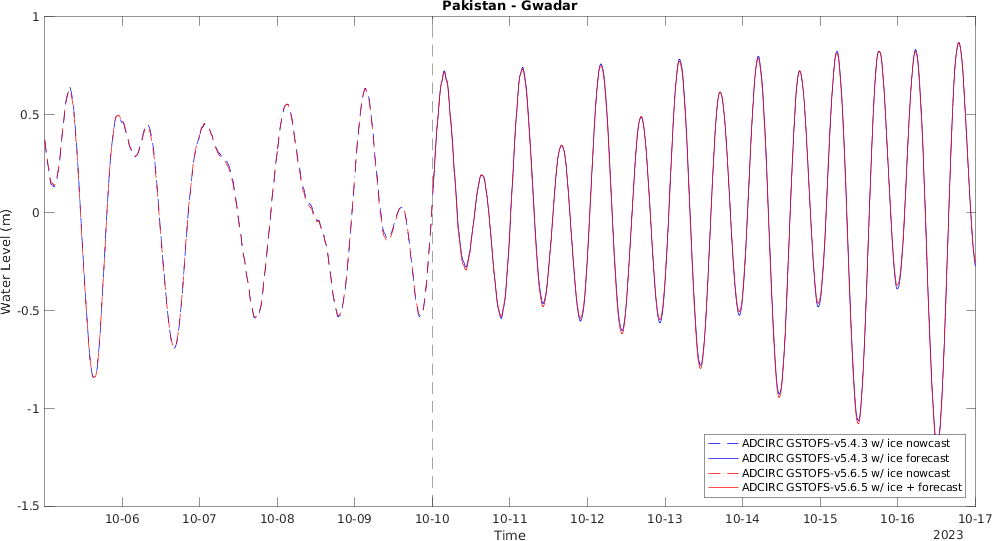 Pakistan - Gwadar
1
0.5
0
-0.5
-1
-1.5
Water Level (m)
ADCIRC GSTOFS-v5.4.3 w/ ice nowcast
ADCIRC GSTOFS-v5.4.3 w/ ice forecast
ADCIRC GSTOFS-v5.6.5 w/ ice nowcast
ADCIRC GSTOFS-v5.6.5 w/ ice + forecast
10-06 10-07 10-08 10-09 10-10 10-11 10-12 10-13 10-14 10-15 10-16 10-17
Time
2023